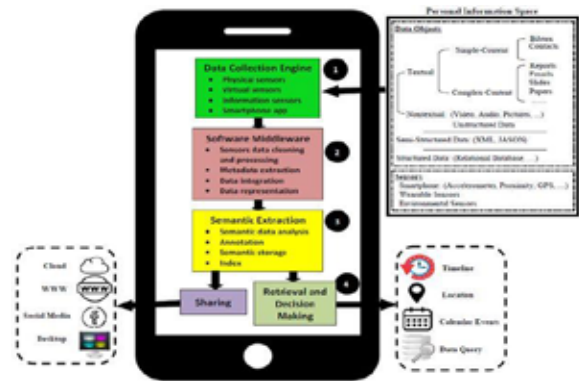 Personal Information Space
Data Objects
Simple-Content
Contacts
Textual
Reports
Emails
Slides
Papers
Complex-Content
Nontextual (Video, Audio, Pictures, ...)
Unstructured Data
Semi-Structured Data (XML, JASON)
Structured Data (Relational Database ...)
Sensors
Smartphone (Accelerometer, Proximity, GPS, ...)
Wearable Sensors
Environmental Sensors
Data Collection Engine
1
• Physical sensors
• Virtual sensors
• Information sensors
• Smartphone app
Software Middleware
2
• Sensors data cleaning
and processing
• Metadata extraction
• Data integration
• Data representation
Semantic Extraction
3
• Semantic data analysis
• Annotation
• Semantic storage
• Index
4
Sharing
Retrieval and
Decision
Making
Cloud
WWW
WWW
Social Media
Desktop
Timeline
Location
Calendar Events
Data Query